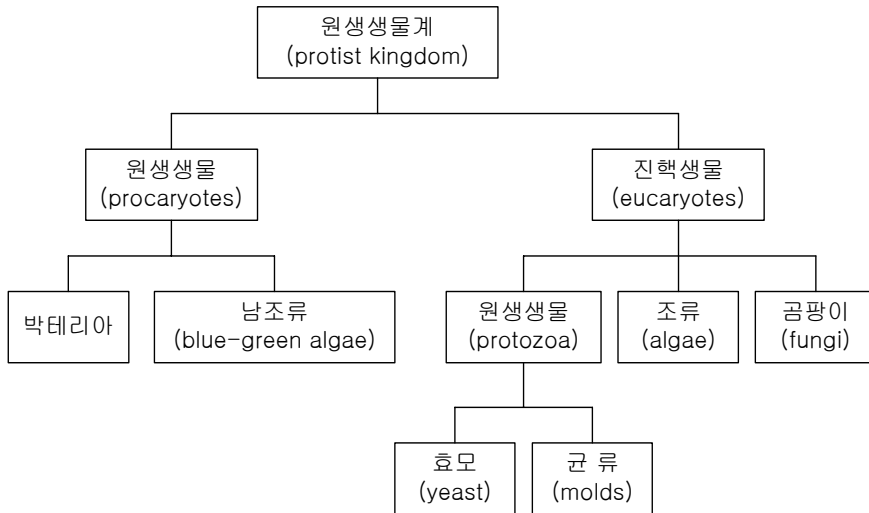 원생생물계
(protist kingdom)
원생생물
(procaryotes)
진핵생물
(eucaryotes)
박테리아
남조류
(blue-green algae)
원생생물
(protozoa)
조류
(algae)
곰팡이
(fungi)
효모
(yeast)
균 류
(molds)